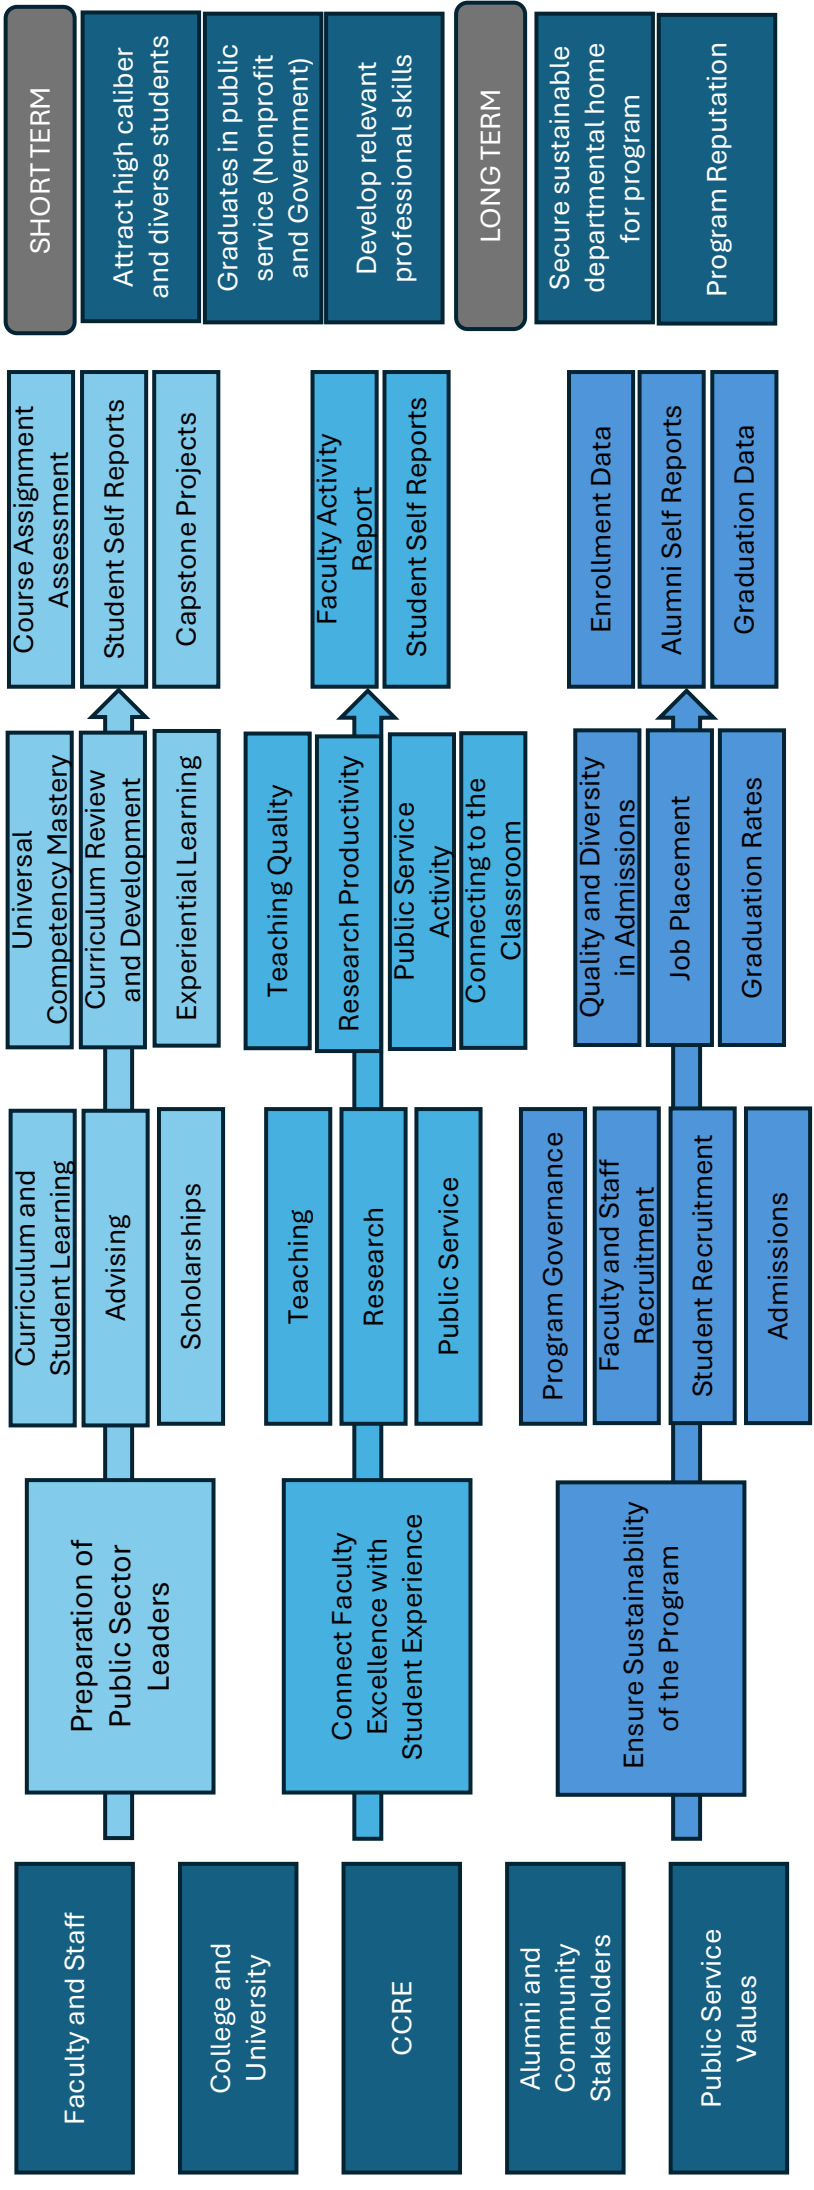 Faculty and Staff
College and
University
CCRE
Alumni and
Community
Stakeholders
Public Service
Values
Preparation of
Public Sector
Leaders
Connect Faculty
Excellence with
Student Experience
Ensure Sustainability
of the Program
Curriculum and
Student Learning
Advising
Scholarships
Teaching
Research
Public Service
Program Governance
Faculty and Staff
Recruitment
Student Recruitment
Admissions
Universal
Competency Mastery
Curriculum Review
and Development
Experiential Learning
Teaching Quality
Research Productivity
Public Service
Activity
Connecting to the
Classroom
Quality and Diversity
in Admissions
Job Placement
Graduation Rates
Course Assignment
Assessment
Student Self Reports
Capstone Projects
Faculty Activity
Report
Student Self Reports
Enrollment Data
Alumni Self Reports
Graduation Data
SHORT TERM
Attract high caliber
and diverse students
Graduates in public
service (Nonprofit
and Government)
Develop relevant
professional skills
LONG TERM
Secure sustainable
departmental home
for program
Program Reputation